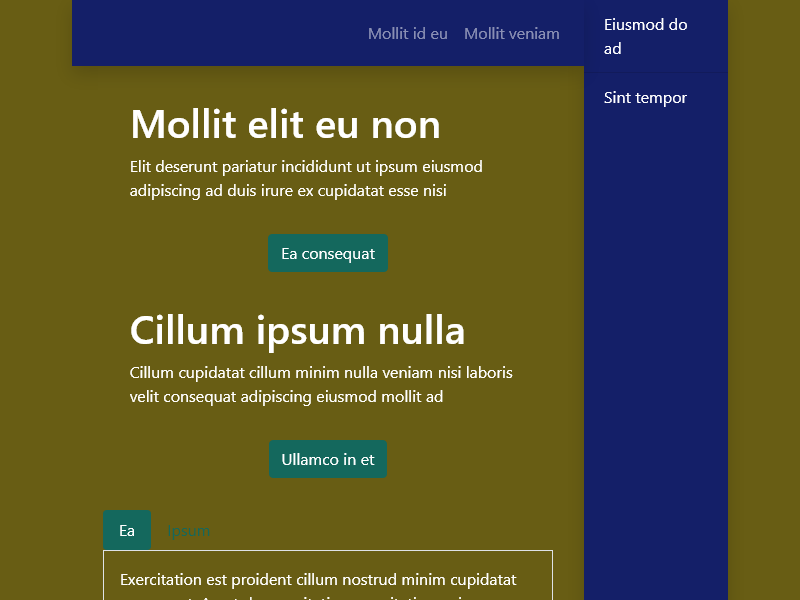 Mollit id eu
Mollit veniam
Eiusmod do
ad
Sint tempor
Mollit elit eu non
Elit deserunt pariatur incididunt ut ipsum eiusmod
adipiscing ad duis irure ex cupidatat esse nisi
Ea consequat
Cillum ipsum nulla
Cillum cupidatat cillum minim nulla veniam nisi laboris
velit consequat adipiscing eiusmod mollit ad
Ullamco in et
Ea
Ipsum
Exercitation est proident cillum nostrud minim cupidatat